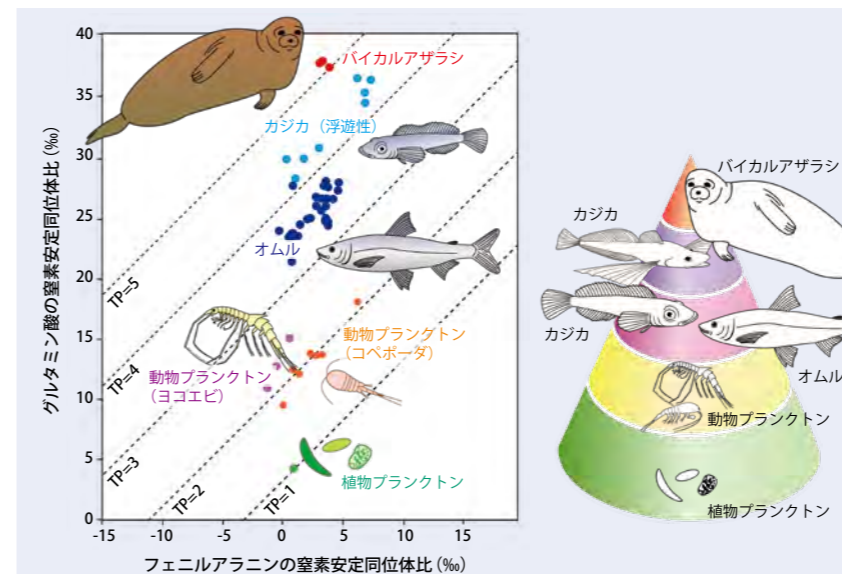 40
35
30
25
20
15
10
5
0
-15
-10
-5
0
5
10
15
グルタミン酸の窒素安定同位体比(‰)
フェニルアラニンの窒素安定同位体比(‰)
バイカルアザラシ
カジカ(浮遊性)
オムル
動物プラングトン
(コペポーダ)
動物プランクトン
(ヨコエビ)
植物プランクトン
TP=5
TP=4
TP=3
TP=2
TP=1
バイカルアザラシ
カジカ
カジカ
オムル
動物プランクトン
植物プランクトン